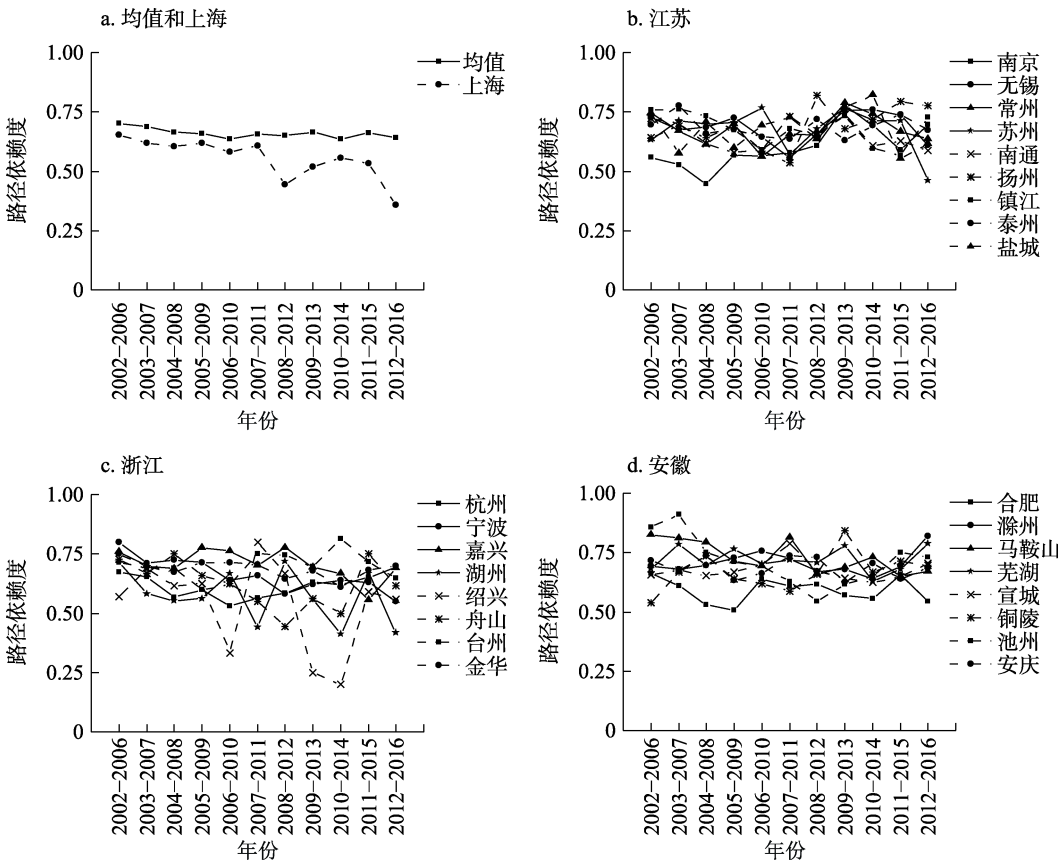 a. 均值和上海
1.00
0.75
0.50
0.25
0
路径依赖度
均值
上海
2002–2006
2003–2007
2004–2008
2005–2009
2006–2010
2007–2011
2008–2012
2009–2013
2010–2014
2011–2015
2012–2016
年份
b. 江苏
1.00
0.75
0.50
0.25
0
路径依赖度
南京
无锡
常州
苏州
南通
扬州
镇江
泰州
盐城
2002–2006
2003–2007
2004–2008
2005–2009
2006–2010
2007–2011
2008–2012
2009–2013
2010–2014
2011–2015
2012–2016
年份
c. 浙江
1.00
0.75
0.50
0.25
0
路径依赖度
杭州
宁波
嘉兴
湖州
绍兴
舟山
台州
金华
2002–2006
2003–2007
2004–2008
2005–2009
2006–2010
2007–2011
2008–2012
2009–2013
2010–2014
2011–2015
2012–2016
年份
d. 安徽
1.00
0.75
0.50
0.25
0
路径依赖度
合肥
滁州
马鞍山
芜湖
宣城
铜陵
池州
安庆
2002–2006
2003–2007
2004–2008
2005–2009
2006–2010
2007–2011
2008–2012
2009–2013
2010–2014
2011–2015
2012–2016
年份